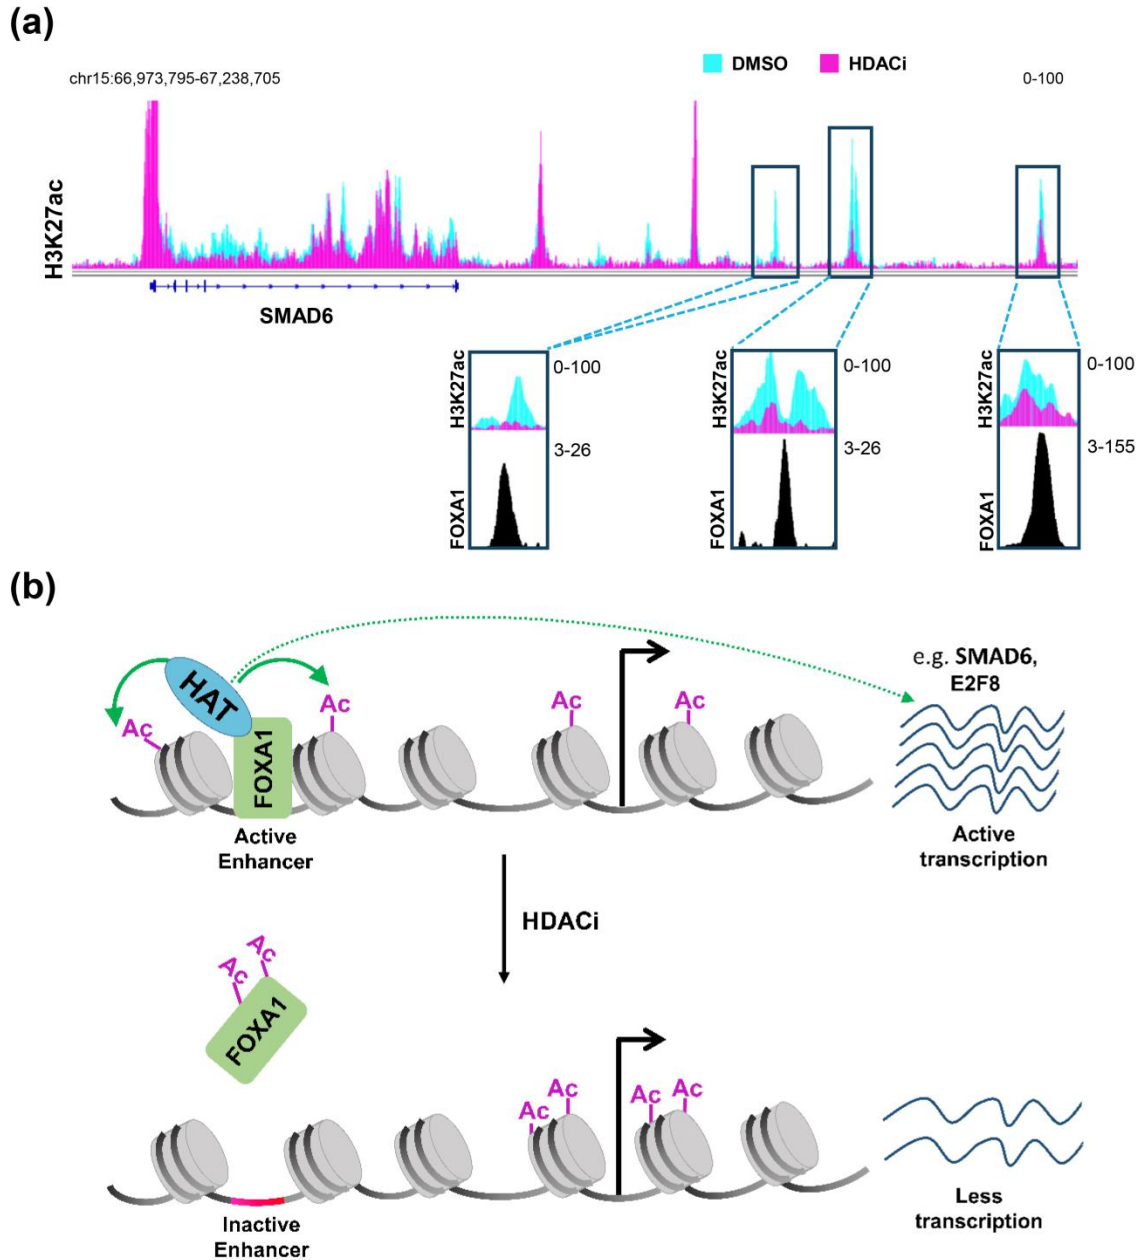 (a)
DMSO HDACi
chr15:66,973,795-67,238,705 0-100
H3K27ac
SMAD6
H3K27ac 0-100 H3K27ac 0-100 H3K27ac 0-100
FOXA1 3-26 FOXA1 3-26 FOXA1 3-155
(b)
e.g. SMAD6,
E2F8
HAT
Ac Ac Ac Ac
FOXA1
Active
Enhancer
Active
transcription
HDACi
Ac Ac
FOXA1
Ac Ac Ac Ac
Inactive
Enhancer
Less
transcription